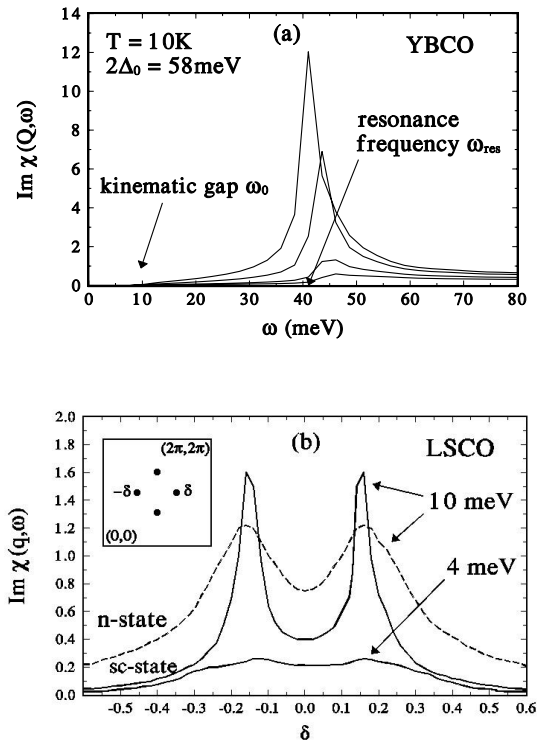 (a)
YBCO
T = 10K
2Δ₀ = 58meV
resonance
frequency ω_res
kinematic gap ω₀
Im χ (Q,ω)
14
12
10
8
6
4
2
0
0 10 20 30 40 50 60 70 80
ω (meV)
(b)
LSCO
(2π,2π)
−δ δ
(0,0)
10 meV
4 meV
n-state
sc-state
Im χ (q,ω)
2.0
1.8
1.6
1.4
1.2
1.0
0.8
0.6
0.4
0.2
0.0
-0.5 -0.4 -0.3 -0.2 -0.1 0.0 0.1 0.2 0.3 0.4 0.5 0.6
δ